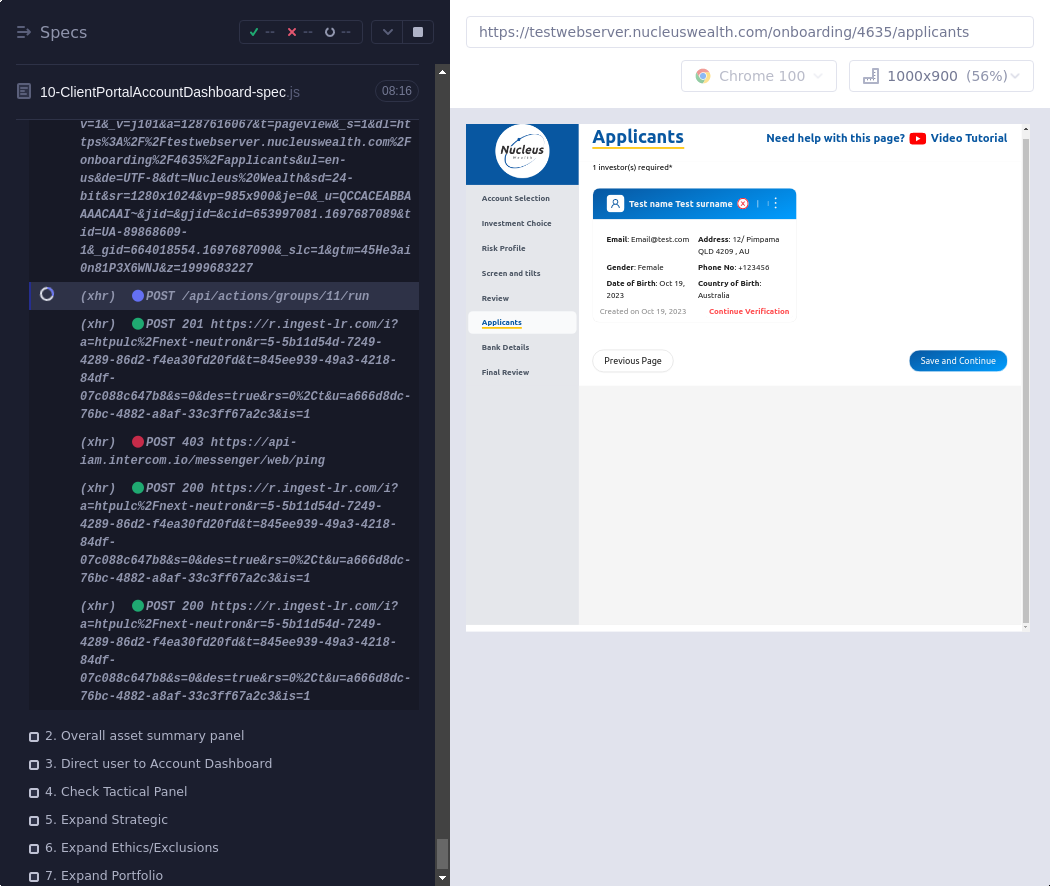 Specs
--
--
--
10-ClientPortalAccountDashboard-spec.js
08:16
v=1&_v=j101&a=1287616067&t=pageview&_s=1&dl=ht
tps%3A%2F%2Ftestwebserver.nucleuswealth.com%2F
onboarding%2F4635%2Fapplicants&ul=en-
us&de=UTF-8&dt=Nucleus%20Wealth&sd=24-
bit&sr=1280x1024&vp=985x900&je=0&_u=QCCACEABBA
AAACAAI~&jid=&gjid=&cid=653997081.1697687089&t
id=UA-89868609-
1&_gid=664018554.1697687090&_slc=1&gtm=45He3ai
0n81P3X6WNJ&z=1999683227
(xhr) POST /api/actions/groups/11/run
(xhr) POST 201 https://r.ingest-lr.com/i?
a=htpulc%2Fnext-neutron&r=5-5b11d54d-7249-
4289-86d2-f4ea30fd20fd&t=845ee939-49a3-4218-
84df-
07c088c647b8&s=0&des=true&rs=0%2Ct&u=a666d8dc-
76bc-4882-a8af-33c3ff67a2c3&is=1
(xhr) POST 403 https://api-
iam.intercom.io/messenger/web/ping
(xhr) POST 200 https://r.ingest-lr.com/i?
a=htpulc%2Fnext-neutron&r=5-5b11d54d-7249-
4289-86d2-f4ea30fd20fd&t=845ee939-49a3-4218-
84df-
07c088c647b8&s=0&des=true&rs=0%2Ct&u=a666d8dc-
76bc-4882-a8af-33c3ff67a2c3&is=1
(xhr) POST 200 https://r.ingest-lr.com/i?
a=htpulc%2Fnext-neutron&r=5-5b11d54d-7249-
4289-86d2-f4ea30fd20fd&t=845ee939-49a3-4218-
84df-
07c088c647b8&s=0&des=true&rs=0%2Ct&u=a666d8dc-
76bc-4882-a8af-33c3ff67a2c3&is=1
2. Overall asset summary panel
3. Direct user to Account Dashboard
4. Check Tactical Panel
5. Expand Strategic
6. Expand Ethics/Exclusions
7. Expand Portfolio
https://testwebserver.nucleuswealth.com/onboarding/4635/applicants
Chrome 100
1000x900 (56%)
Nucleus
Wealth
Account Selection
Investment Choice
Risk Profile
Screen and tilts
Review
Applicants
Bank Details
Final Review
Applicants
Need help with this page? Video Tutorial
1 investor(s) required*
Test name Test surname
Email: Email@test.com
Address: 12/ Pimpama
QLD 4209 , AU
Gender: Female
Phone No: +123456
Date of Birth: Oct 19,
2023
Country of Birth:
Australia
Created on Oct 19, 2023
Continue Verification
Previous Page
Save and Continue